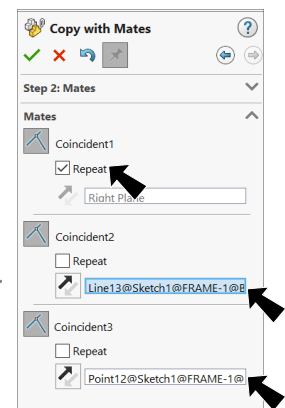 Copy with Mates
?
Step 2: Mates
Mates
Coincident1
Repeat
Right Plane
Coincident2
Repeat
Line13@Sketch1@FRAME-1@B
Coincident3
Repeat
Point12@Sketch1@FRAME-1@